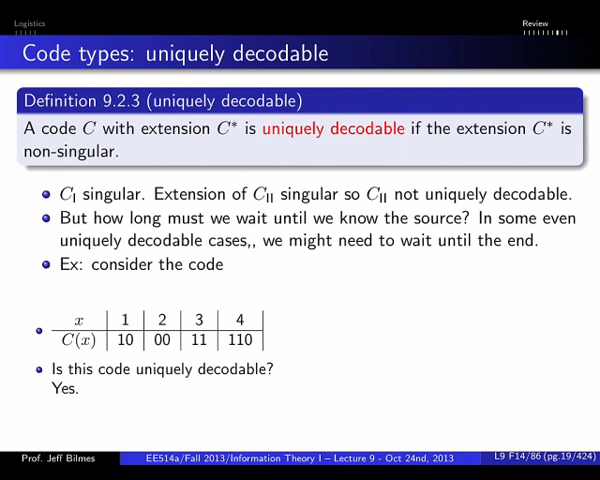 Logistics
Review
Code types: uniquely decodable
Definition 9.2.3 (uniquely decodable)
A code C with extension C* is uniquely decodable if the extension C* is
non-singular.
C_I singular. Extension of C_II singular so C_II not uniquely decodable.
But how long must we wait until we know the source? In some even
uniquely decodable cases,, we might need to wait until the end.
Ex: consider the code
x 1 2 3 4
C(x) 10 00 11 110
Is this code uniquely decodable?
Yes.
Prof. Jeff Bilmes
EE514a/Fall 2013/Information Theory I – Lecture 9 - Oct 24nd, 2013
L9 F14/86 (pg.19/424)